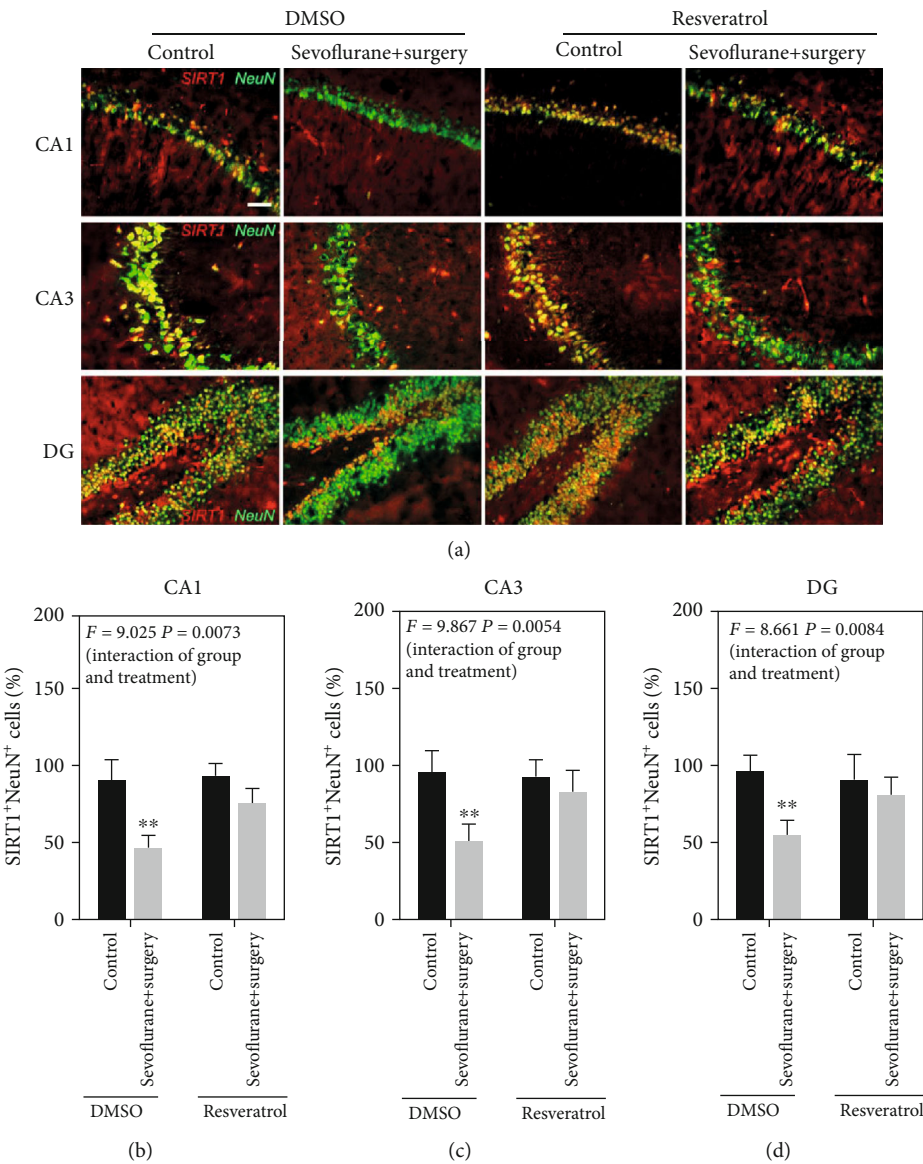 DMSO
Resveratrol
Control
Sevoflurane+surgery
Control
Sevoflurane+surgery
CA1
SIRT1 NeuN
CA3
SIRT1 NeuN
DG
SIRT1 NeuN
(a)
CA1
SIRT1+NeuN+ cells (%)
200
150
100
50
0
F = 9.025 P = 0.0073
(interaction of group
and treatment)
**
Control
Sevoflurane+surgery
Control
Sevoflurane+surgery
DMSO
Resveratrol
(b)
CA3
SIRT1+NeuN+ cells (%)
200
150
100
50
0
F = 9.867 P = 0.0054
(interaction of group
and treatment)
**
Control
Sevoflurane+surgery
Control
Sevoflurane+surgery
DMSO
Resveratrol
(c)
DG
SIRT1+NeuN+ cells (%)
200
150
100
50
0
F = 8.661 P = 0.0084
(interaction of group
and treatment)
**
Control
Sevoflurane+surgery
Control
Sevoflurane+surgery
DMSO
Resveratrol
(d)